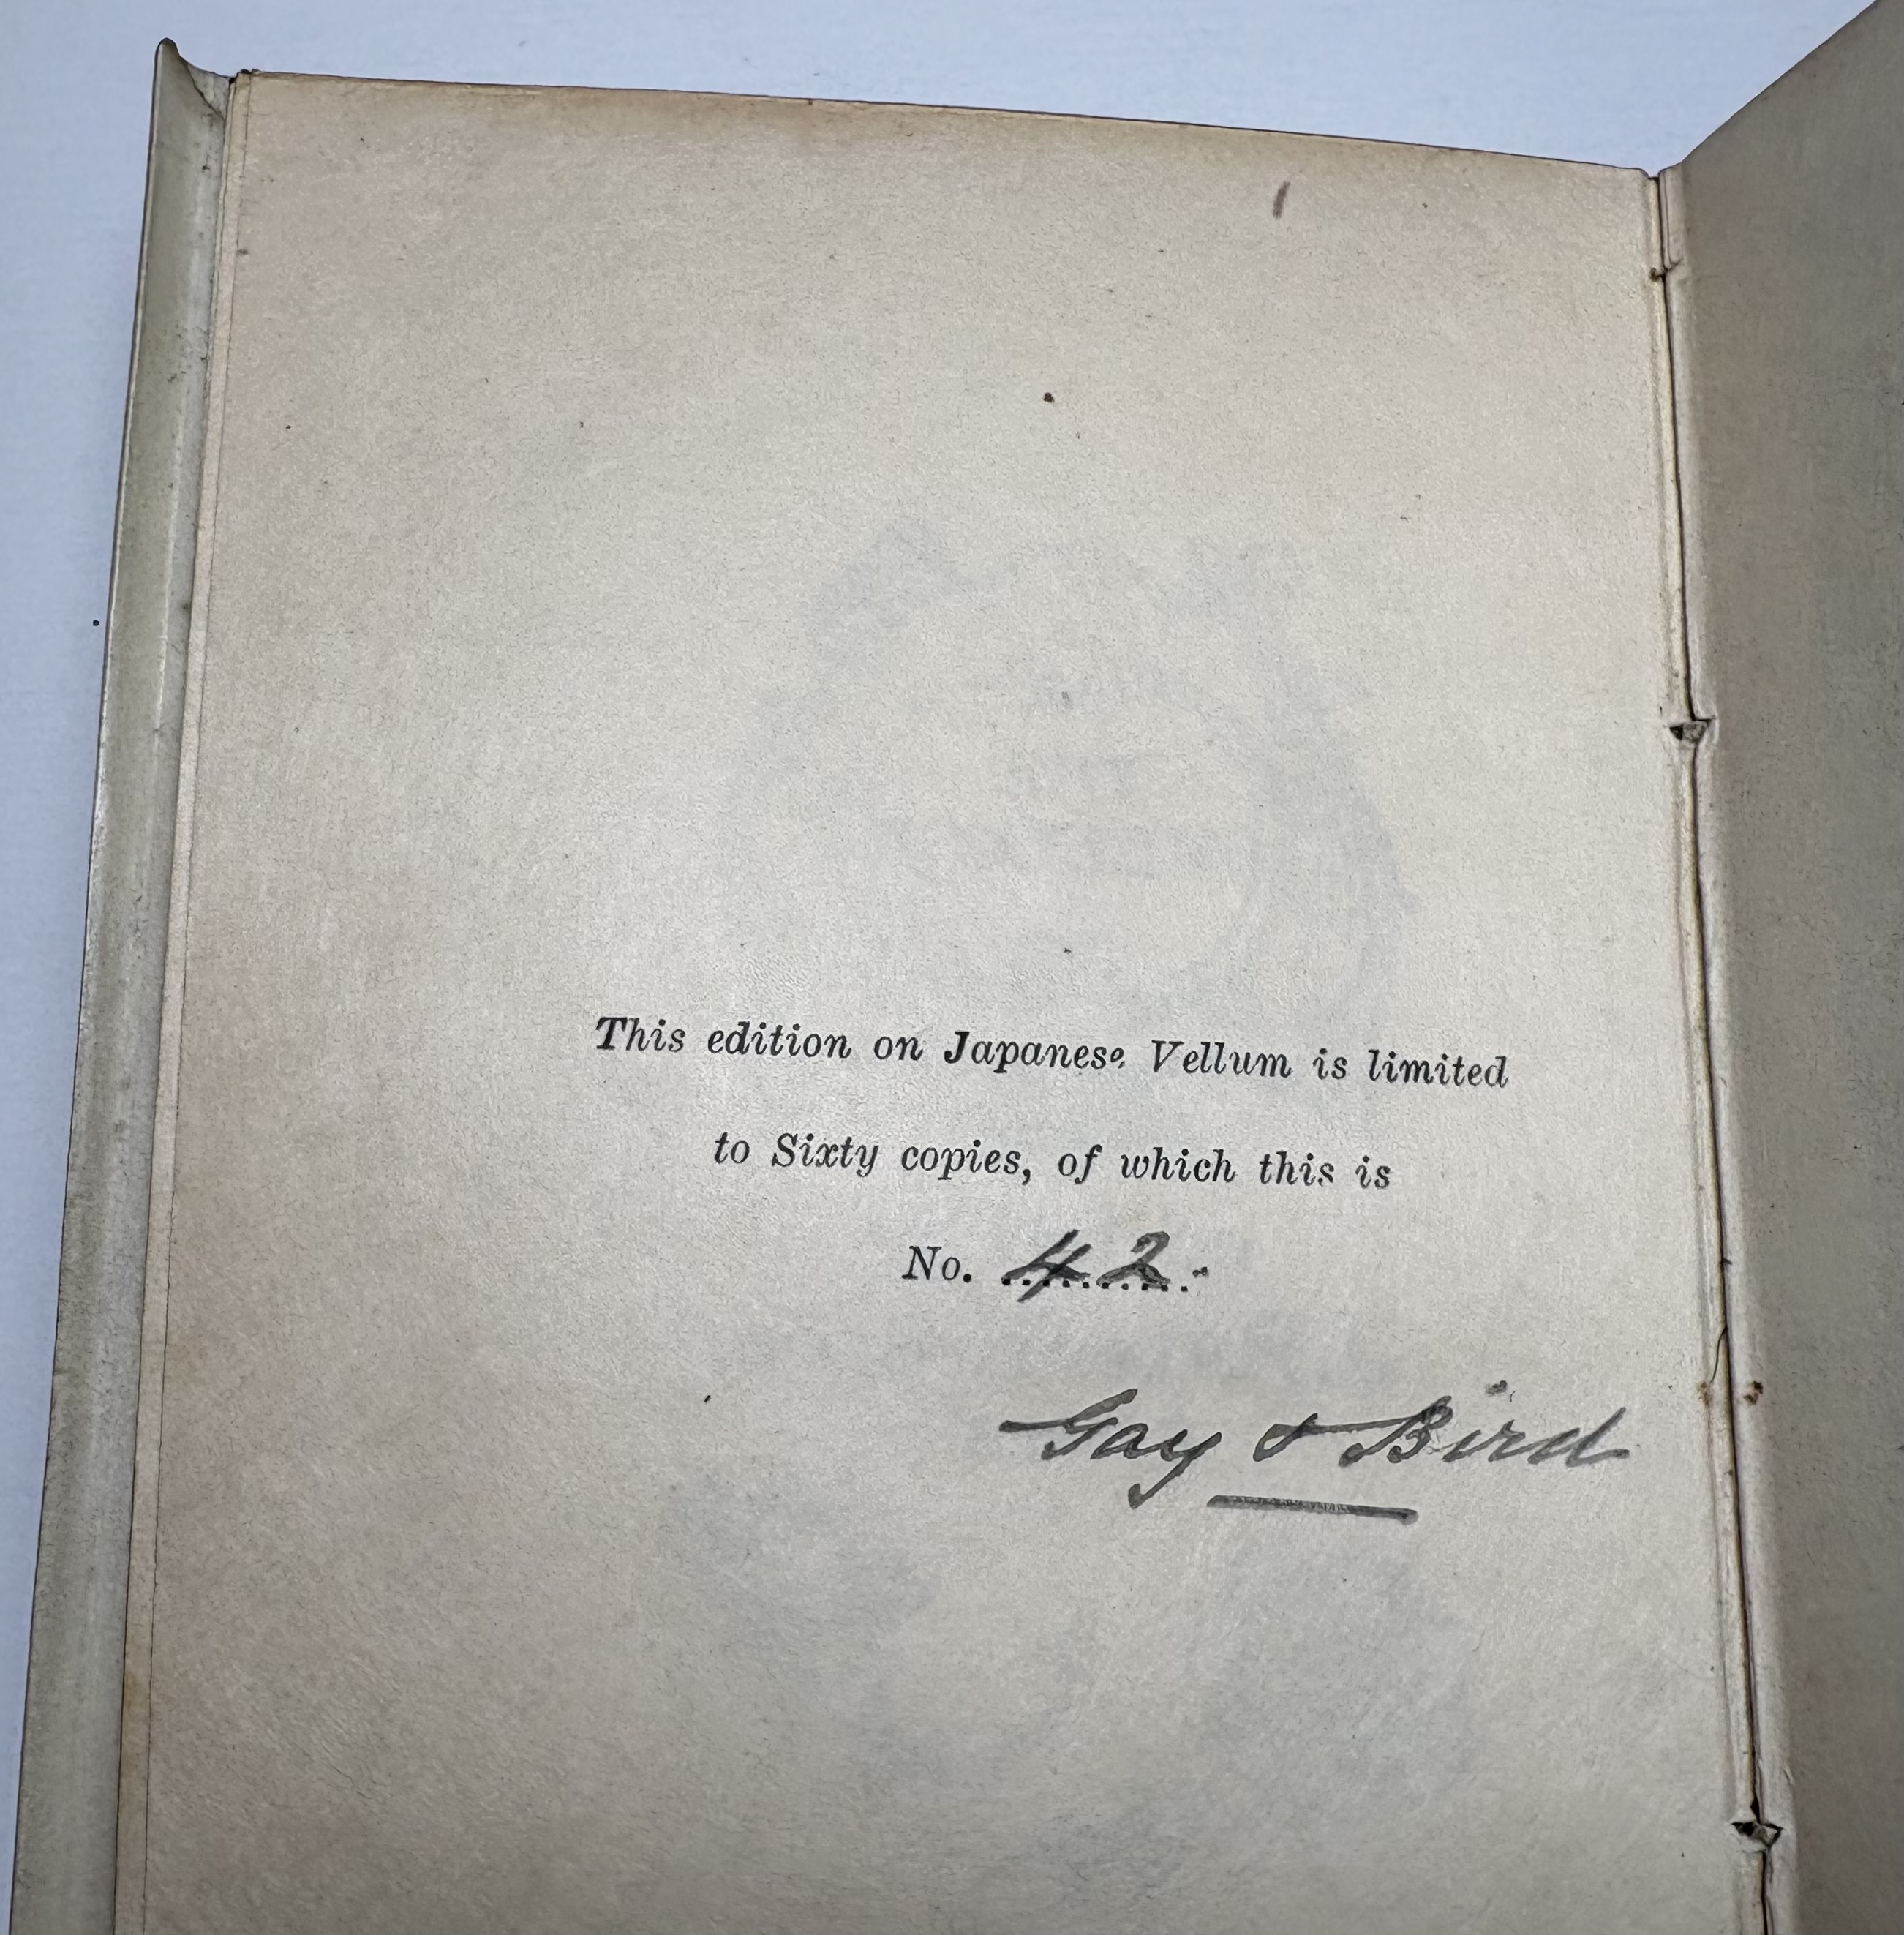 This edition on Japanese Vellum is limited
to Sixty copies, of which this is
No. 42.
Gay & Bird